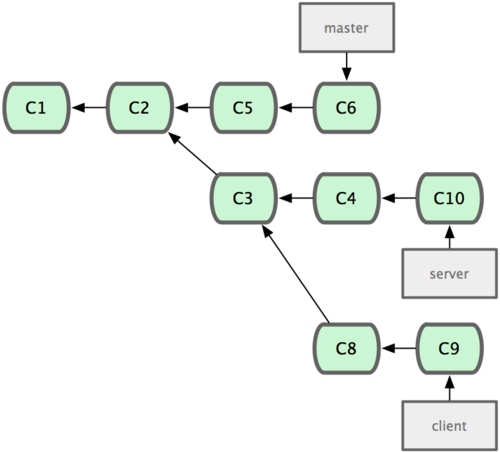 master
C1 C2 C5 C6
C3 C4 C10
server
C8 C9
client